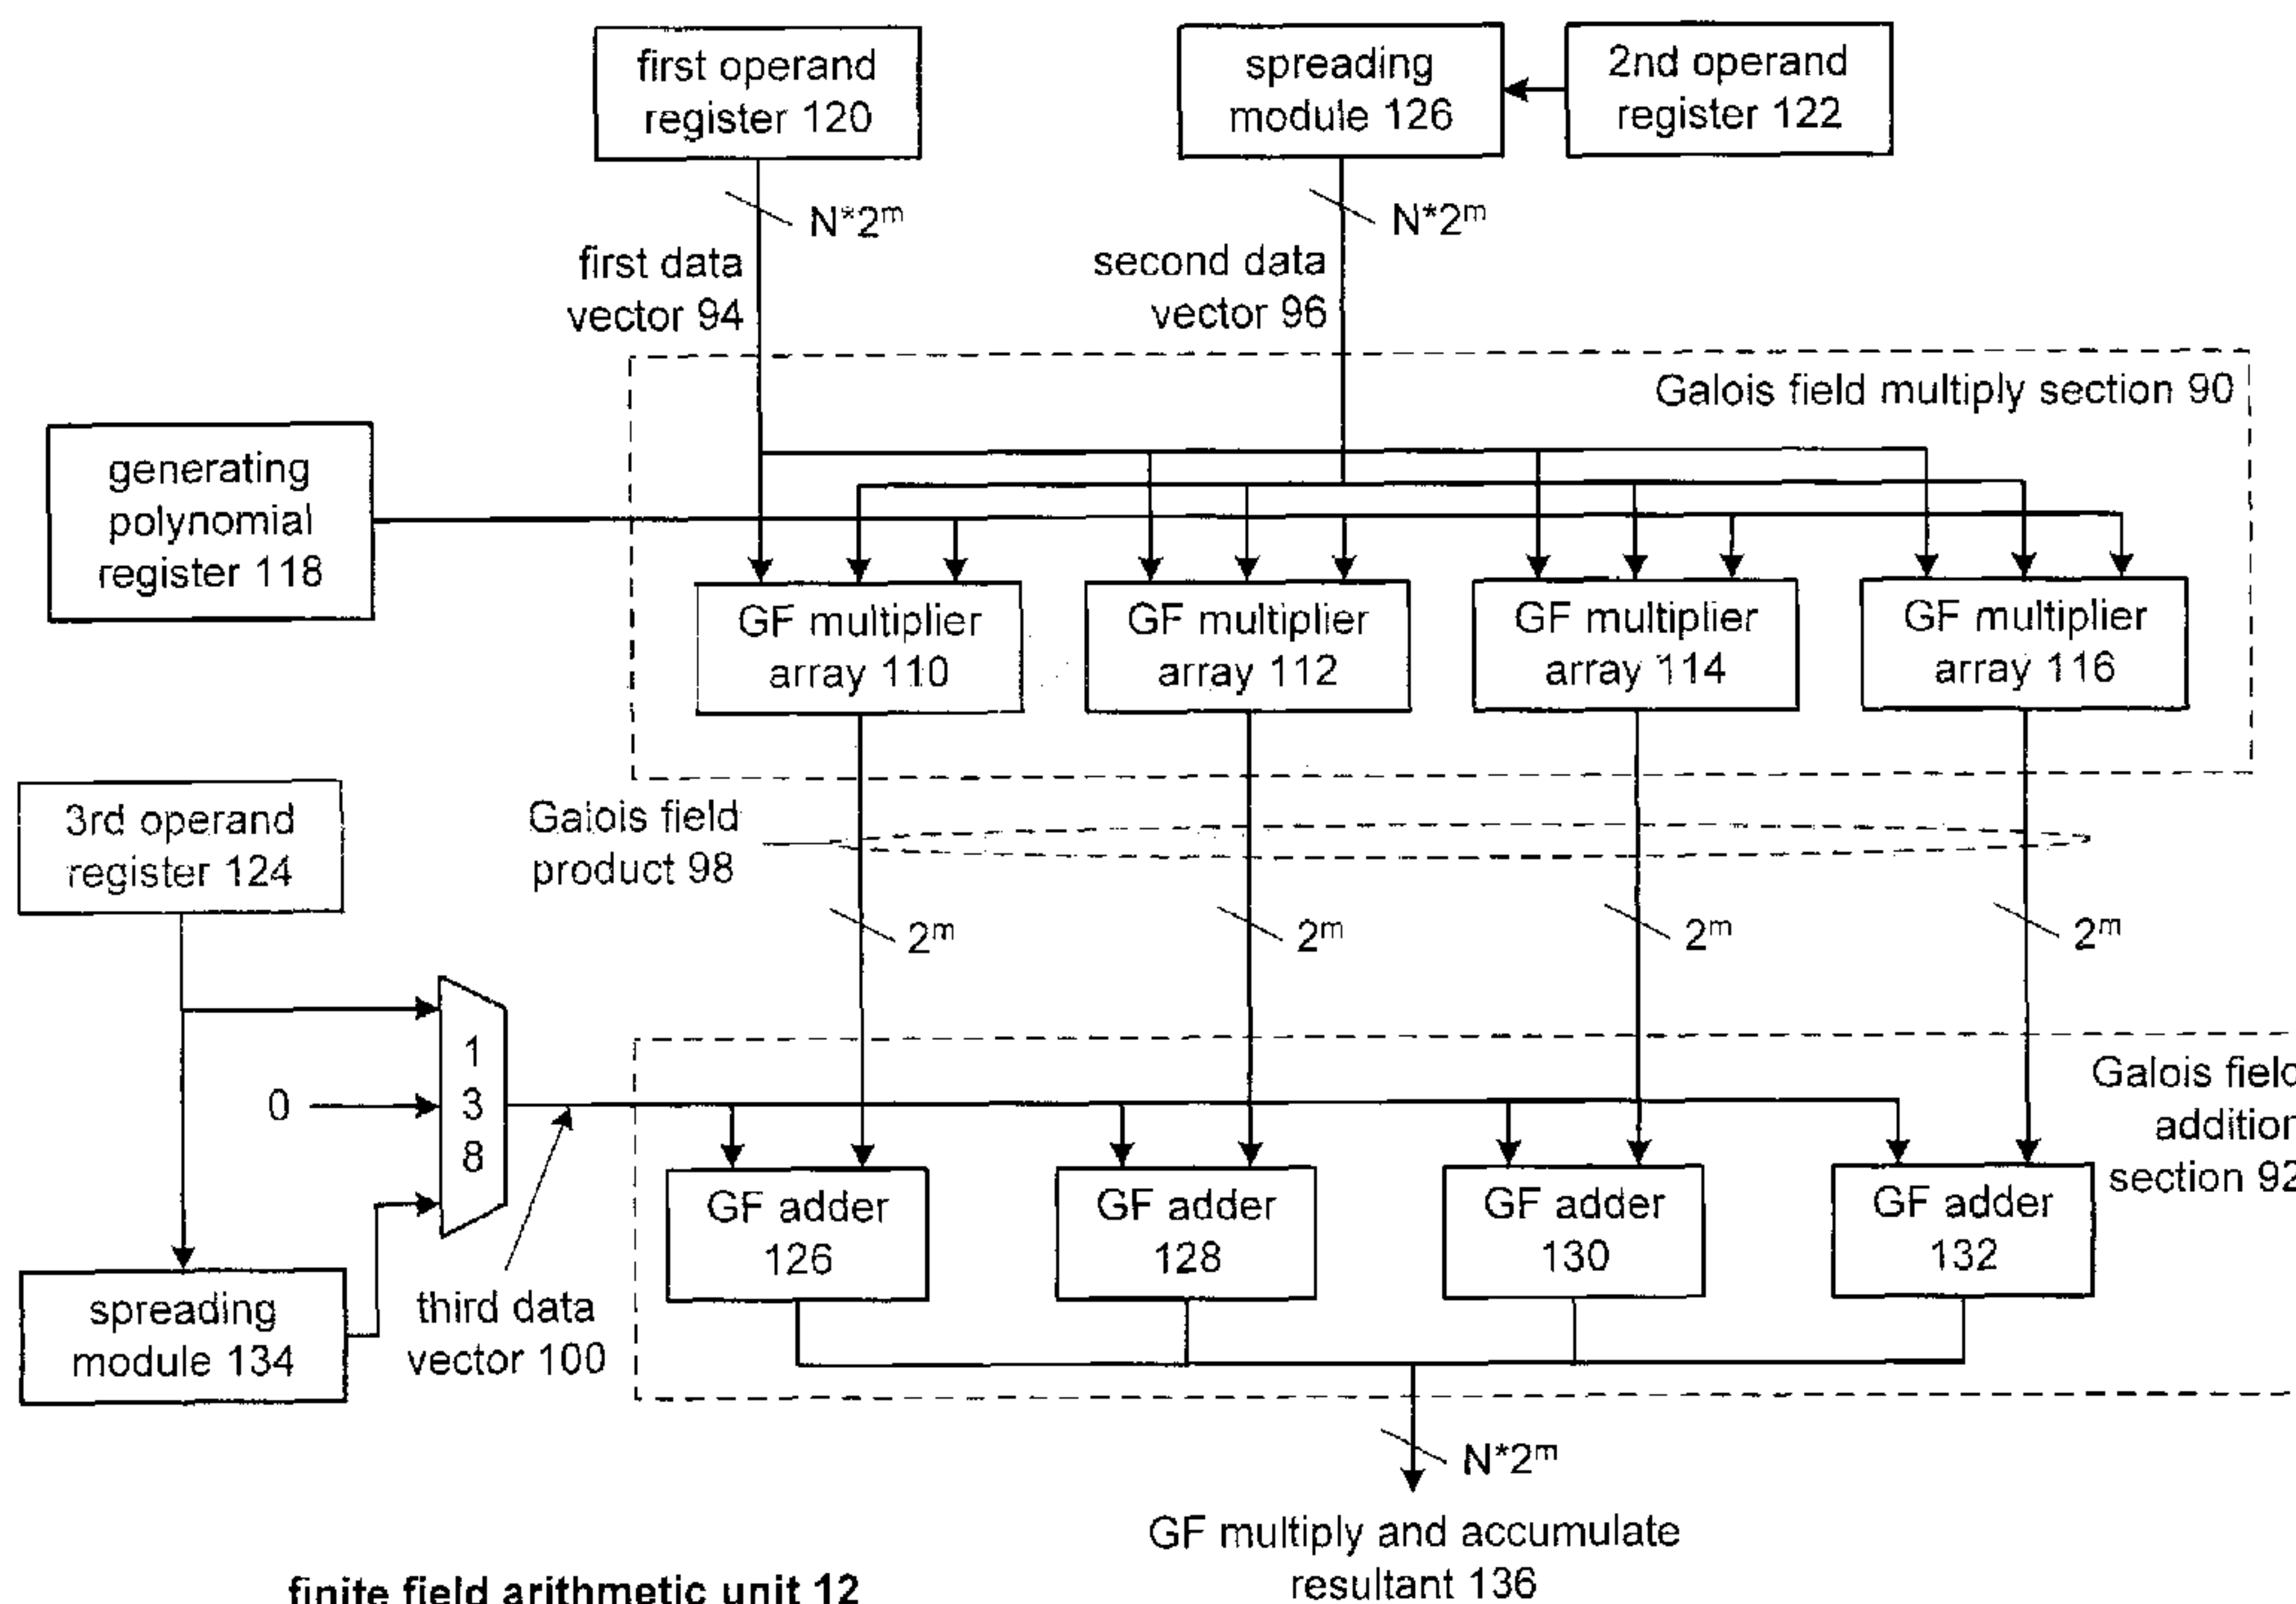 first operand
register 120
spreading
module 126
2nd operand
register 122
N*2ᵐ
N*2ᵐ
first data
vector 94
second data
vector 96
Galois field multiply section 90
generating
polynomial
register 118
GF multiplier
array 110
GF multiplier
array 112
GF multiplier
array 114
GF multiplier
array 116
3rd operand
register 124
Galois field
product 98
2ᵐ
2ᵐ
2ᵐ
2ᵐ
1
3
8
0
Galois field
addition
section 92
GF adder
126
GF adder
128
GF adder
130
GF adder
132
spreading
module 134
third data
vector 100
N*2ᵐ
GF multiply and accumulate
resultant 136
finite field arithmetic unit 12